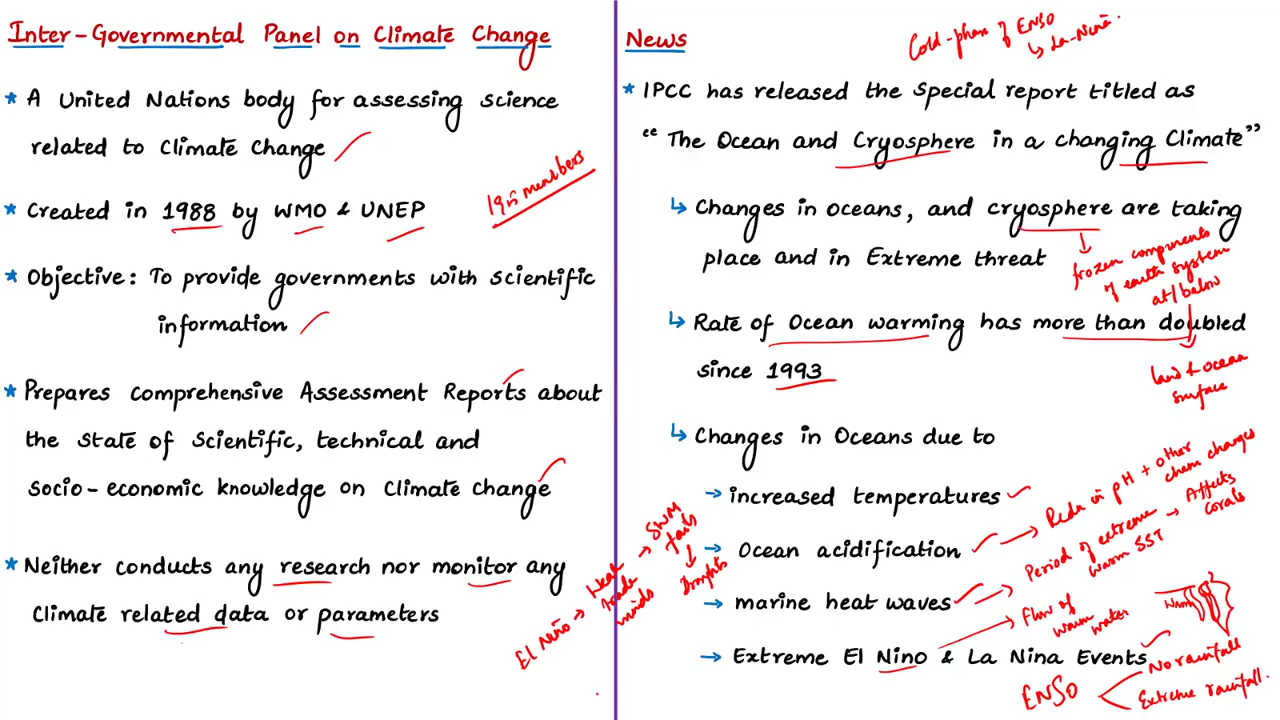 Inter-Governmental Panel on Climate Change
* A United Nations body for assessing science
related to Climate Change
195 members
* Created in 1988 by WMO & UNEP
* Objective: To provide governments with scientific
information
* Prepares comprehensive Assessment Reports about
the state of scientific, technical and
socio-economic knowledge on Climate Change
* Neither conducts any research nor monitor any
Climate related data or parameters
El Niño → Weak → SWM
trade
winds
fails
↓
Droughts
News
Cold-phase of ENSO
↳ La-Nina
* IPCC has released the Special report titled as
“The Ocean and Cryosphere in a changing Climate”
↳ Changes in oceans, and cryosphere are taking
place and in Extreme threat
frozen components
of earth system
at/below
land & ocean
surface
↳ Rate of Ocean warming has more than doubled
since 1993
↳ Changes in Oceans due to
→ increased temperatures
→ Ocean acidification
→ Redn in pH + other
chem changes
→ marine heat waves
→ Period of extreme
warm SST
→ Affects
corals
→ Extreme El Nino & La Nina Events
→ Flow of
warm water
Warm
ENSO
No rainfall
Extreme rainfall.